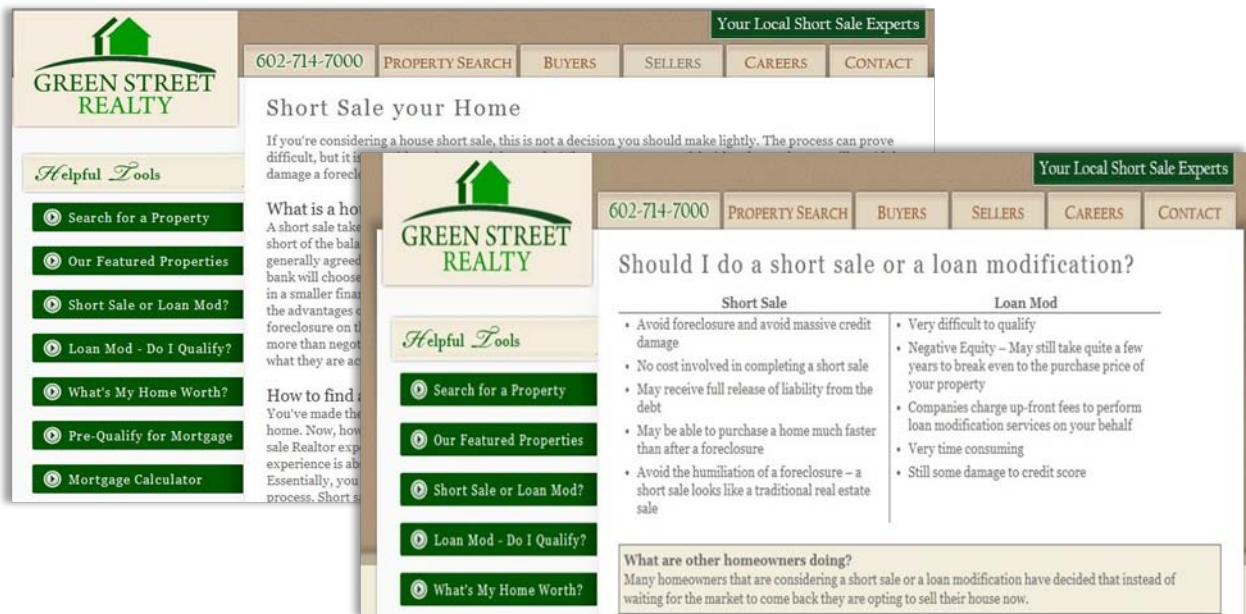 Your Local Short Sale Experts
602-714-7000 PROPERTY SEARCH BUYERS SELLERS CAREERS CONTACT
GREEN STREET
REALTY
Helpful Tools
Search for a Property
Our Featured Properties
Short Sale or Loan Mod?
Loan Mod - Do I Qualify?
What's My Home Worth?
Pre-Qualify for Mortgage
Mortgage Calculator
Short Sale your Home
If you're considering a house short sale, this is not a decision you should make lightly. The process can prove
difficult, but it is
damage a
What is a
A short sale take
short of the
generally agreed
bank will choose
in a smaller
the advantages
foreclosure on
more than
what they are
How to find
You've made the
home. Now,
sale Realtor
experience is
Essentially, you
process. Short
Your Local Short Sale Experts
602-714-7000 PROPERTY SEARCH BUYERS SELLERS CAREERS CONTACT
GREEN STREET
REALTY
Helpful Tools
Search for a Property
Our Featured Properties
Short Sale or Loan Mod?
Loan Mod - Do I Qualify?
What's My Home Worth?
Should I do a short sale or a loan modification?
Short Sale
• Avoid foreclosure and avoid massive credit
damage
• No cost involved in completing a short sale
• May receive full release of liability from the
debt
• May be able to purchase a home much faster
than after a foreclosure
• Avoid the humiliation of a foreclosure – a
short sale looks like a traditional real estate
sale
Loan Mod
• Very difficult to qualify
• Negative Equity – May still take quite a few
years to break even to the purchase price of
your property
• Companies charge up-front fees to perform
loan modification services on your behalf
• Very time consuming
• Still some damage to credit score
What are other homeowners doing?
Many homeowners that are considering a short sale or a loan modification have decided that instead of
waiting for the market to come back they are opting to sell their house now.